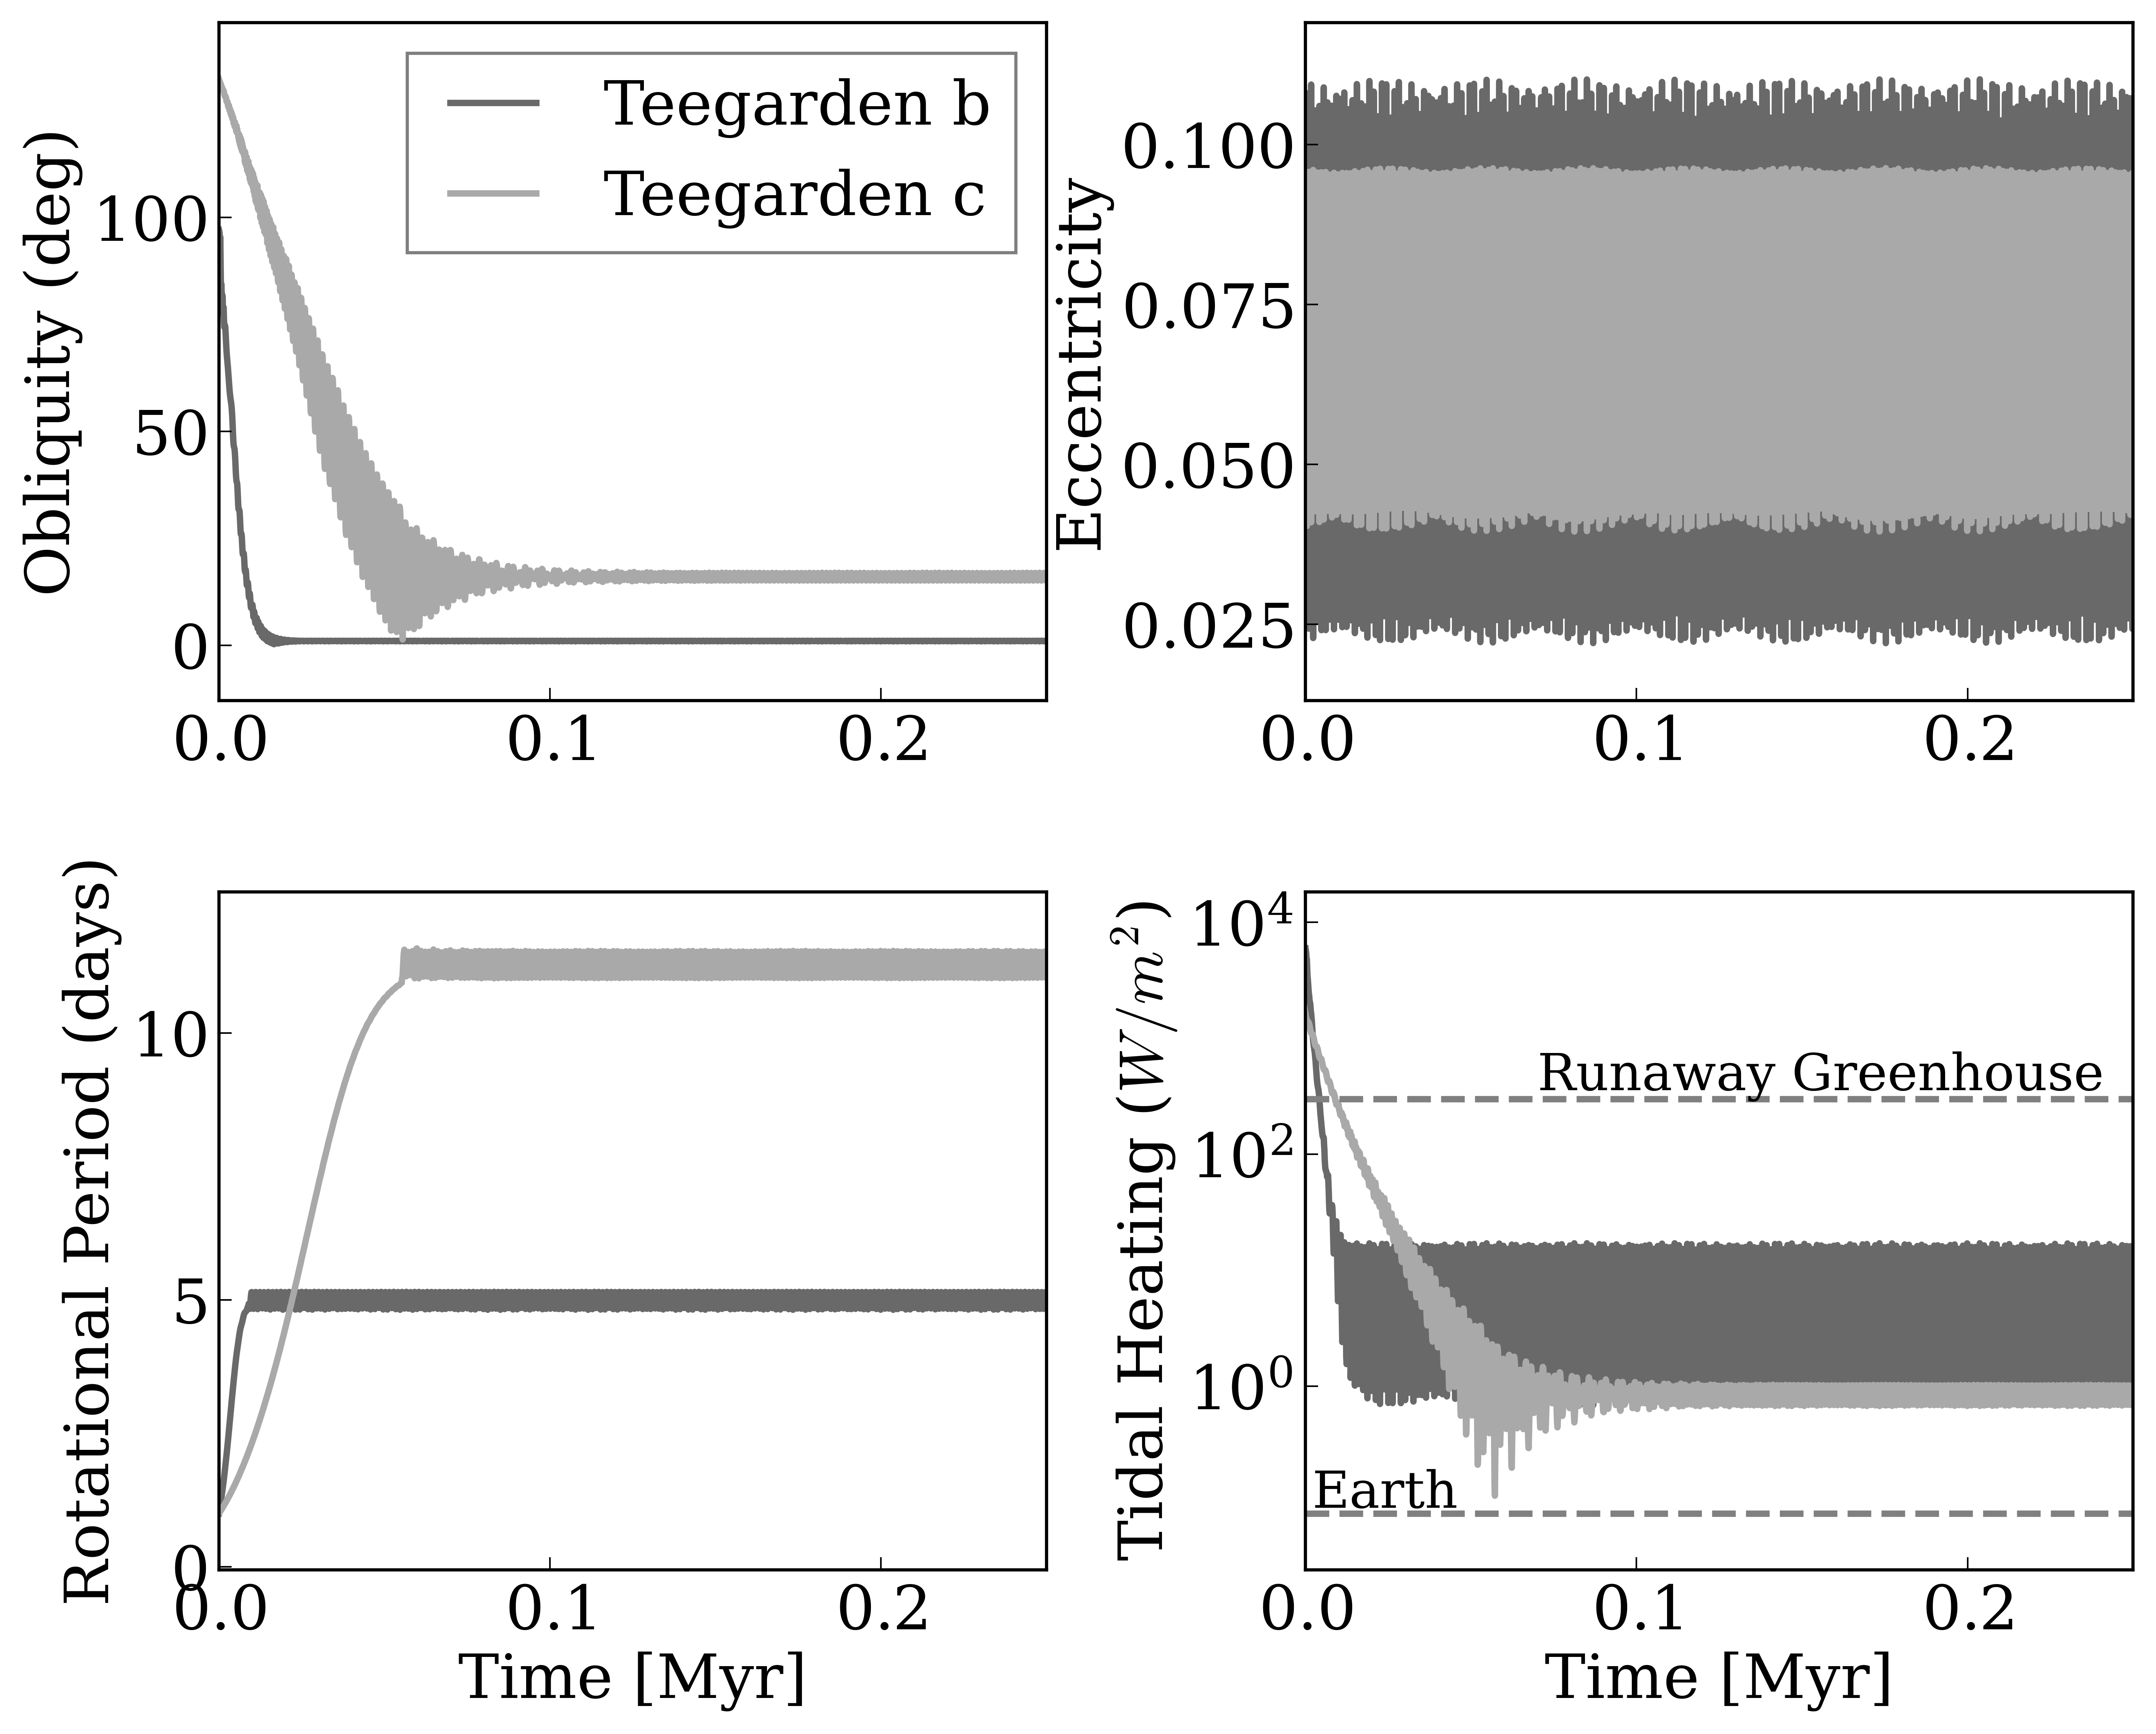 Obliquity (deg)
100
50
0
Teegarden b
Teegarden c
0.0 0.1 0.2
Eccentricity
0.100
0.075
0.050
0.025
0.0 0.1 0.2
Rotational Period (days)
10
5
0
0.0 0.1 0.2
Time [Myr]
Tidal Heating (W/m²)
10⁴
10²
10⁰
Runaway Greenhouse
Earth
0.0 0.1 0.2
Time [Myr]